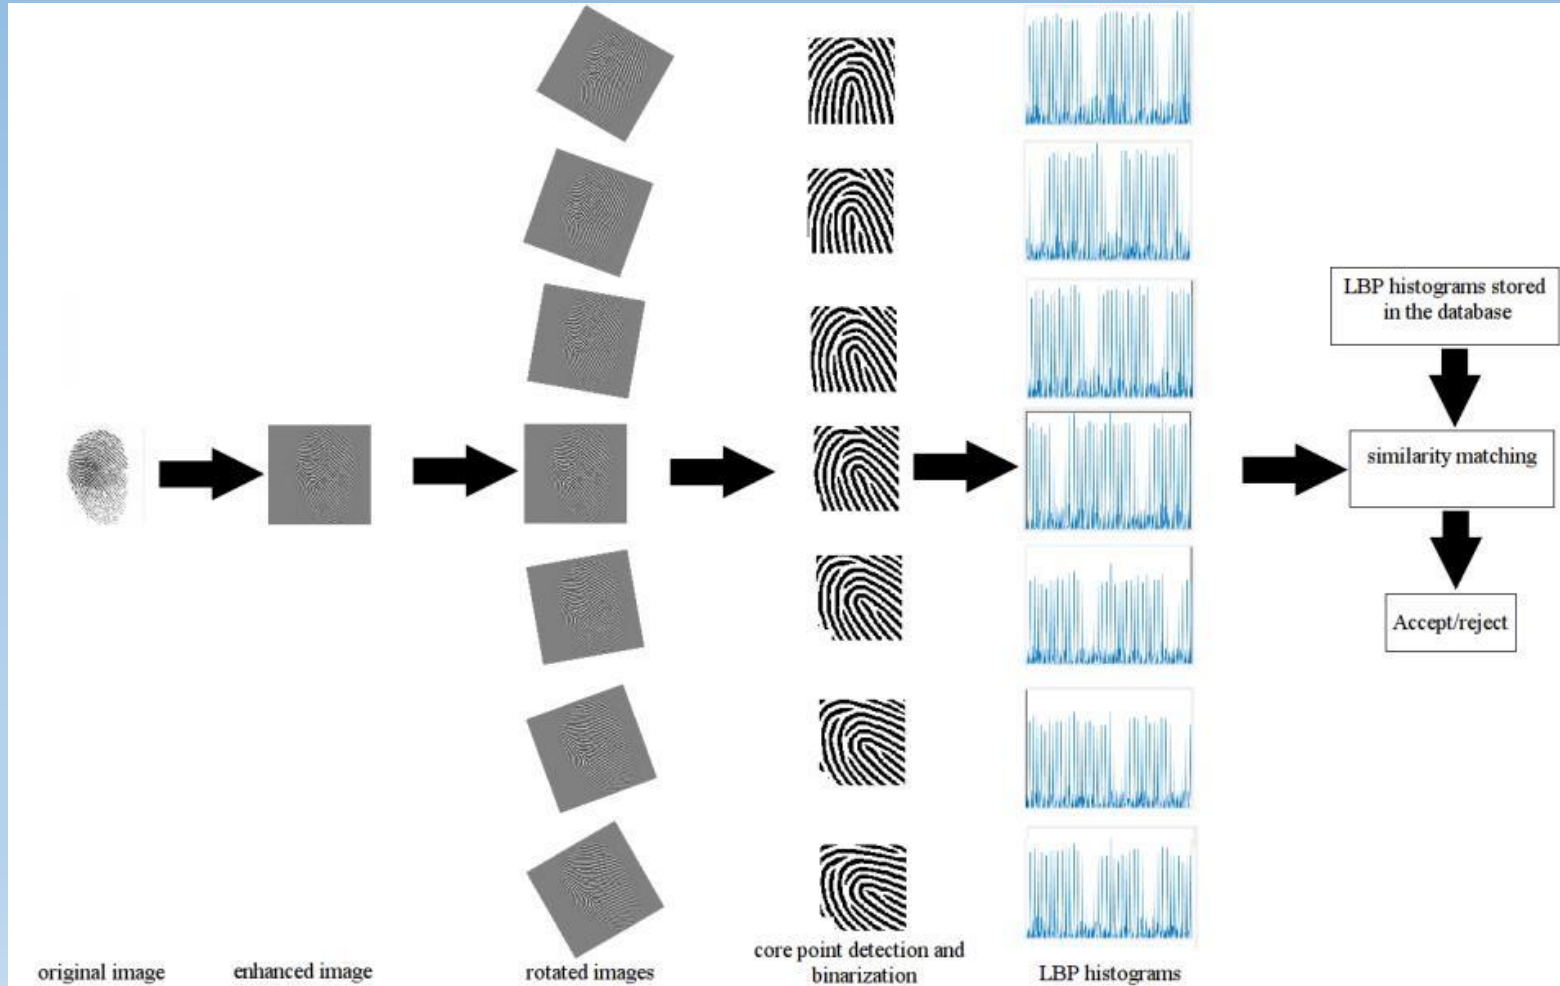 LBP histograms stored
in the database
similarity matching
Accept/reject
original image
enhanced image
rotated images
core point detection and
binarization
LBP histograms